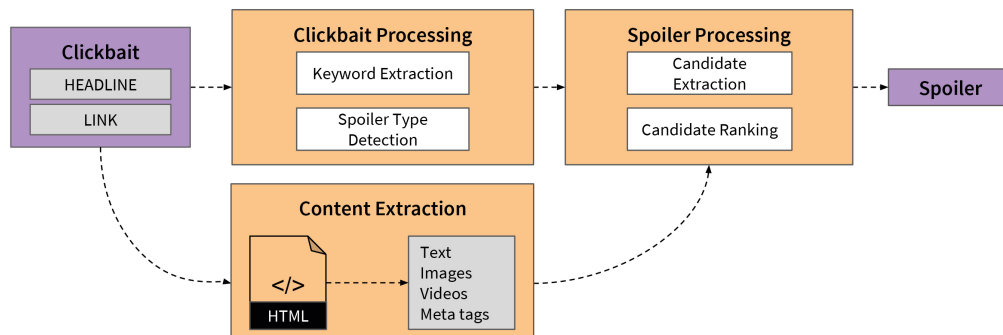 Clickbait
HEADLINE
LINK
Clickbait Processing
Keyword Extraction
Spoiler Type
Detection
Spoiler Processing
Candidate
Extraction
Candidate Ranking
Spoiler
Content Extraction
</>
HTML
Text
Images
Videos
Meta tags